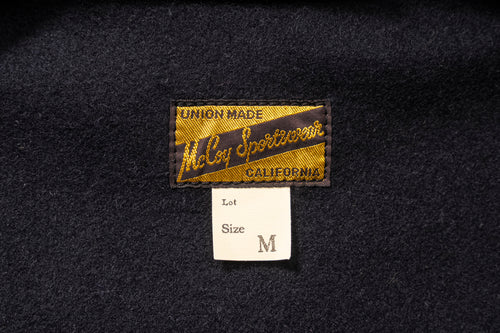 UNION MADE
McCoy Sportswear
CALIFORNIA
Lot
Size M